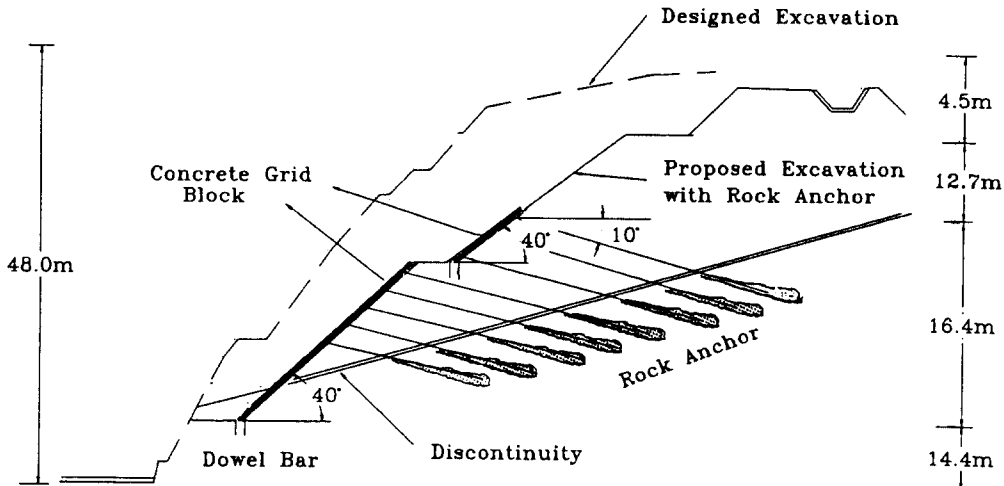 Designed Excavation
4.5m
Concrete Grid
Block
Proposed Excavation
with Rock Anchor
12.7m
40°
10°
48.0m
16.4m
Rock Anchor
40°
Dowel Bar
Discontinuity
14.4m